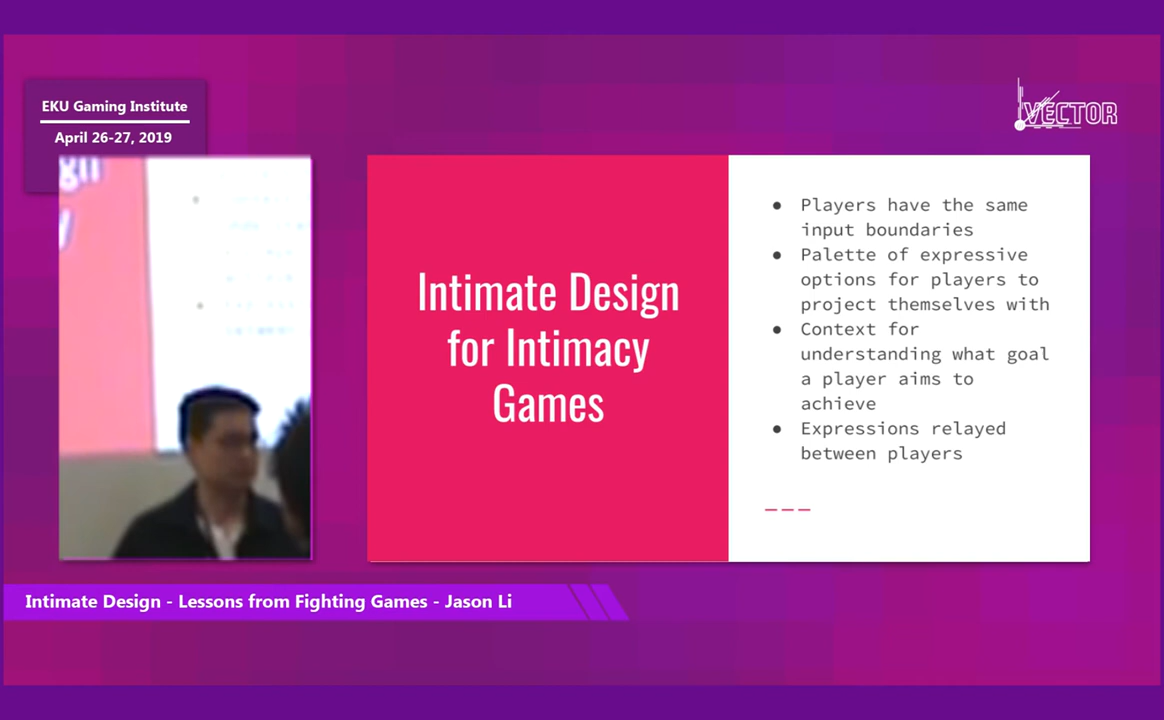 EKU Gaming Institute
April 26-27, 2019
VECTOR
Intimate Design
for Intimacy
Games
● Players have the same
input boundaries
● Palette of expressive
options for players to
project themselves with
● Context for
understanding what goal
a player aims to
achieve
● Expressions relayed
between players
Intimate Design - Lessons from Fighting Games - Jason Li